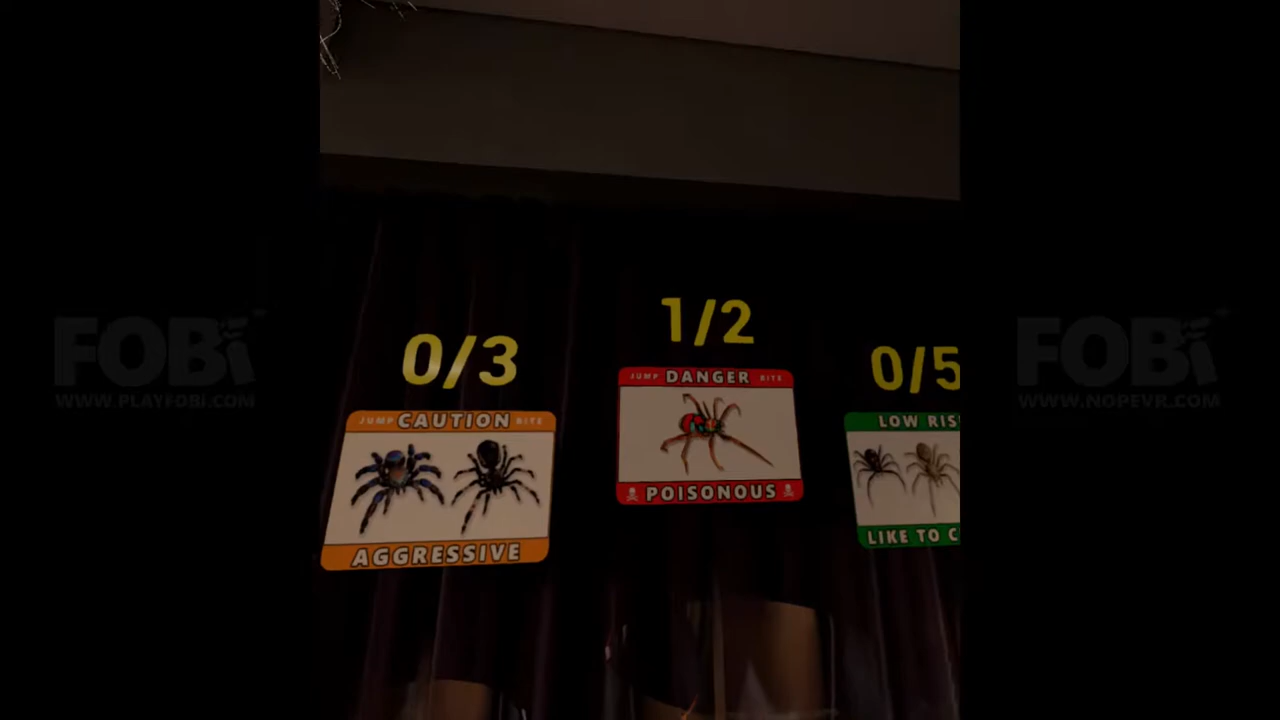 FOBi
WWW.PLAYFOBi.COM
0/3
JUMP CAUTION BITE
AGGRESSIVE
1/2
JUMP DANGER BITE
POISONOUS
0/5
LOW RIS
LIKE TO C
FOBi
WWW.NOPEVR.COM